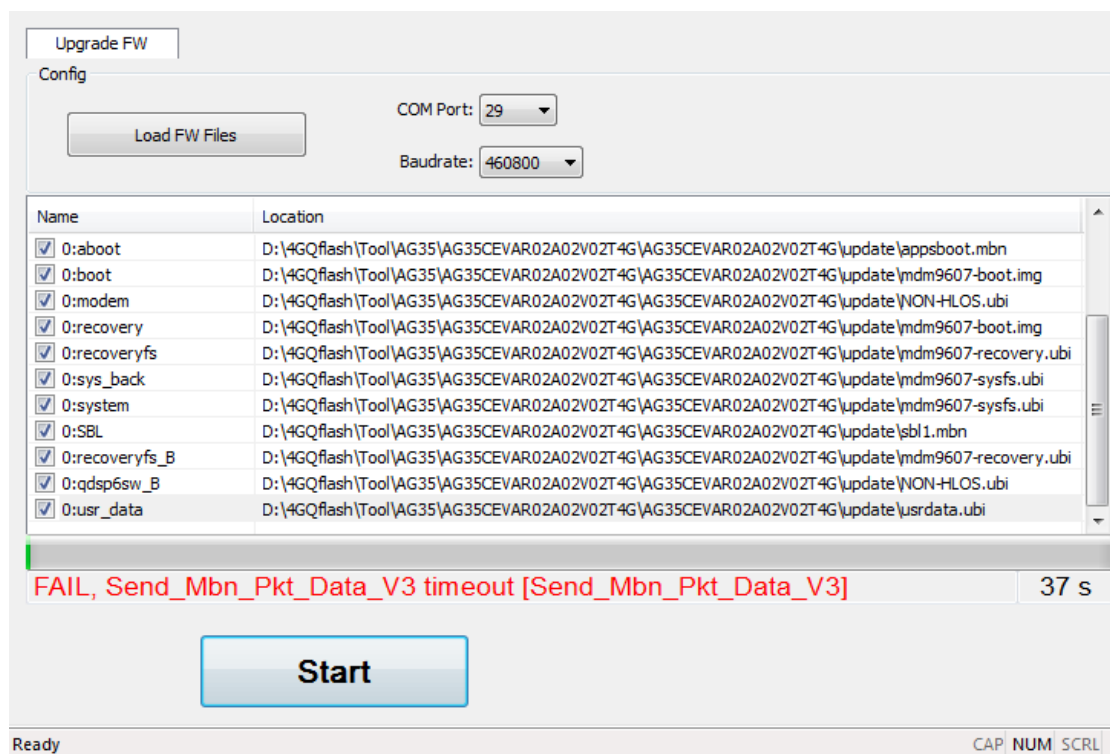 Upgrade FW
Config
Load FW Files
COM Port: 29
Baudrate: 460800
Name Location
0:aboot D:\4GQflash\Tool\AG35\AG35CEVAR02A02V02T4G\AG35CEVAR02A02V02T4G\update\appsboot.mbn
0:boot D:\4GQflash\Tool\AG35\AG35CEVAR02A02V02T4G\AG35CEVAR02A02V02T4G\update\mdm9607-boot.img
0:modem D:\4GQflash\Tool\AG35\AG35CEVAR02A02V02T4G\AG35CEVAR02A02V02T4G\update\NON-HLOS.ubi
0:recovery D:\4GQflash\Tool\AG35\AG35CEVAR02A02V02T4G\AG35CEVAR02A02V02T4G\update\mdm9607-boot.img
0:recoveryfs D:\4GQflash\Tool\AG35\AG35CEVAR02A02V02T4G\AG35CEVAR02A02V02T4G\update\mdm9607-recovery.ubi
0:sys_back D:\4GQflash\Tool\AG35\AG35CEVAR02A02V02T4G\AG35CEVAR02A02V02T4G\update\mdm9607-sysfs.ubi
0:system D:\4GQflash\Tool\AG35\AG35CEVAR02A02V02T4G\AG35CEVAR02A02V02T4G\update\mdm9607-sysfs.ubi
0:SBL D:\4GQflash\Tool\AG35\AG35CEVAR02A02V02T4G\AG35CEVAR02A02V02T4G\update\sbl1.mbn
0:recoveryfs_B D:\4GQflash\Tool\AG35\AG35CEVAR02A02V02T4G\AG35CEVAR02A02V02T4G\update\mdm9607-recovery.ubi
0:qdsp6sw_B D:\4GQflash\Tool\AG35\AG35CEVAR02A02V02T4G\AG35CEVAR02A02V02T4G\update\NON-HLOS.ubi
0:usr_data D:\4GQflash\Tool\AG35\AG35CEVAR02A02V02T4G\AG35CEVAR02A02V02T4G\update\usrdata.ubi
FAIL, Send_Mbn_Pkt_Data_V3 timeout [Send_Mbn_Pkt_Data_V3] 37 s
Start
Ready CAP NUM SCRL